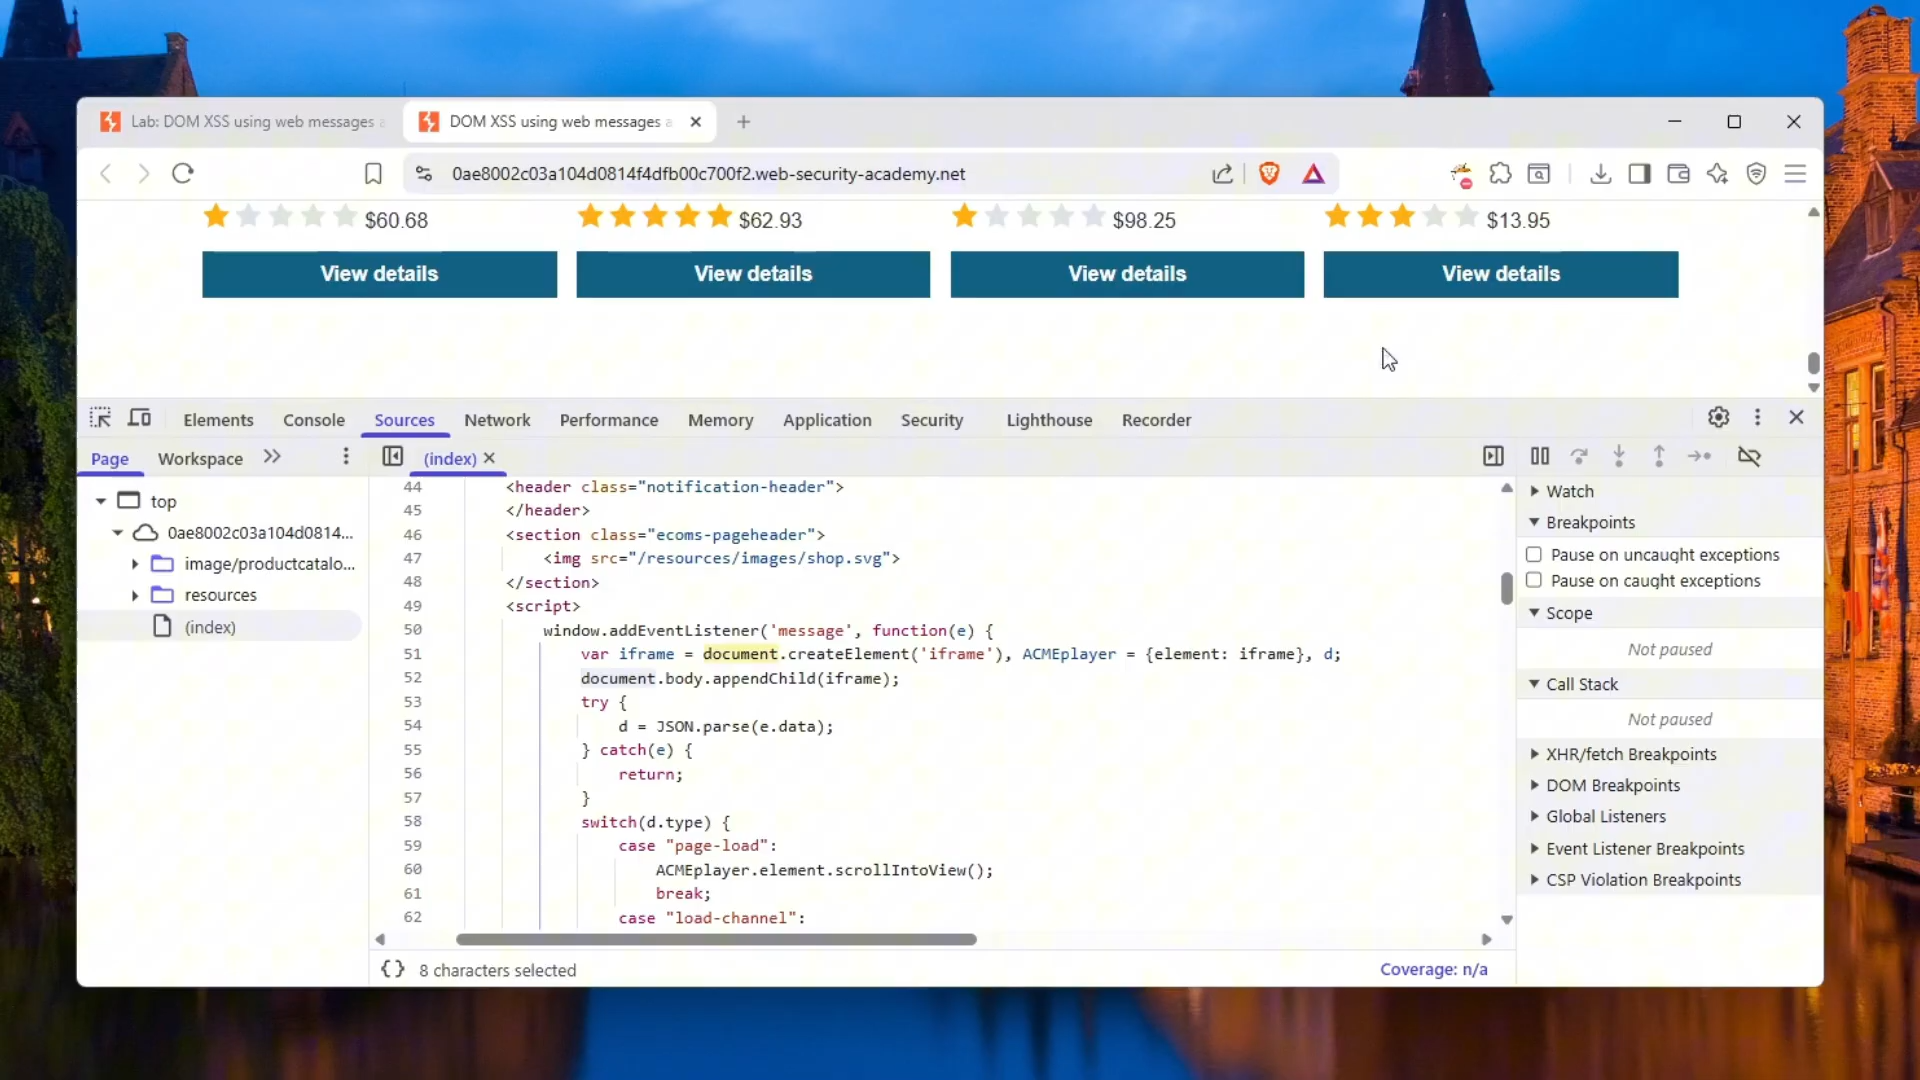 Lab: DOM XSS using web messages a
DOM XSS using web messages a
0ae8002c03a104d0814f4dfb00c700f2.web-security-academy.net
$60.68
$62.93
$98.25
$13.95
View details
View details
View details
View details
Elements
Console
Sources
Network
Performance
Memory
Application
Security
Lighthouse
Recorder
Page
Workspace
(index)
top
0ae8002c03a104d0814...
image/productcatalo...
resources
(index)
44 <header class="notification-header">
45 </header>
46 <section class="ecoms-pageheader">
47 <img src="/resources/images/shop.svg">
48 </section>
49 <script>
50 window.addEventListener('message', function(e) {
51 var iframe = document.createElement('iframe'), ACMEplayer = {element: iframe}, d;
52 document.body.appendChild(iframe);
53 try {
54 d = JSON.parse(e.data);
55 } catch(e) {
56 return;
57 }
58 switch(d.type) {
59 case "page-load":
60 ACMEplayer.element.scrollIntoView();
61 break;
62 case "load-channel":
{} 8 characters selected
Coverage: n/a
Watch
Breakpoints
Pause on uncaught exceptions
Pause on caught exceptions
Scope
Not paused
Call Stack
Not paused
XHR/fetch Breakpoints
DOM Breakpoints
Global Listeners
Event Listener Breakpoints
CSP Violation Breakpoints